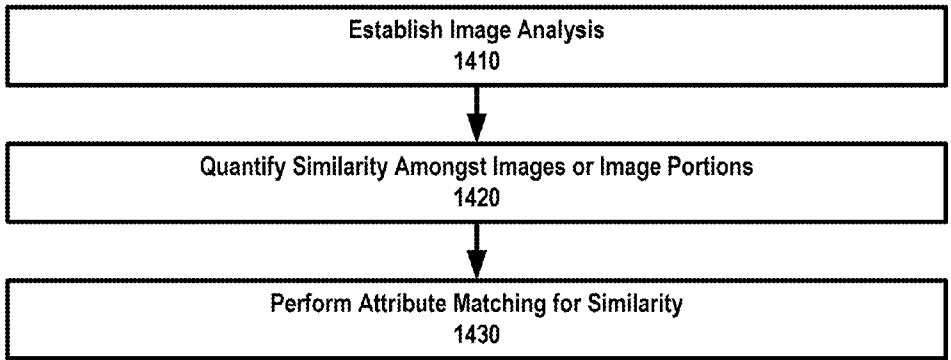 Establish Image Analysis
1410
Quantify Similarity Amongst Images or Image Portions
1420
Perform Attribute Matching for Similarity
1430